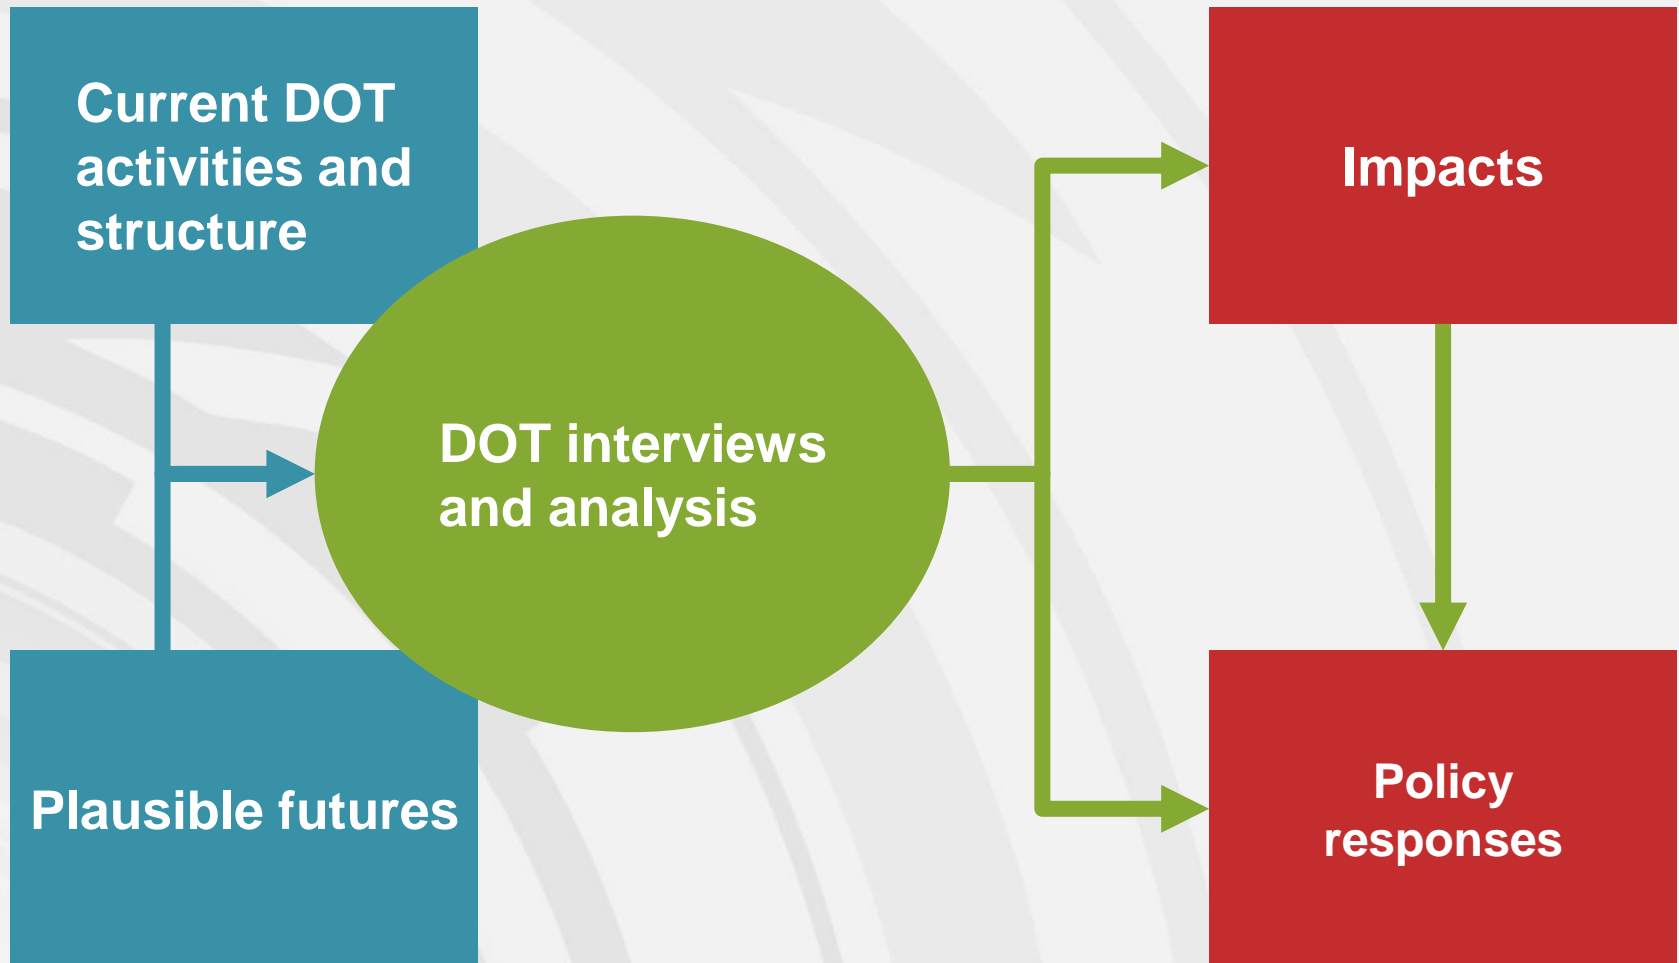 Current DOT
activities and
structure
Impacts
DOT interviews
and analysis
Plausible futures
Policy
responses